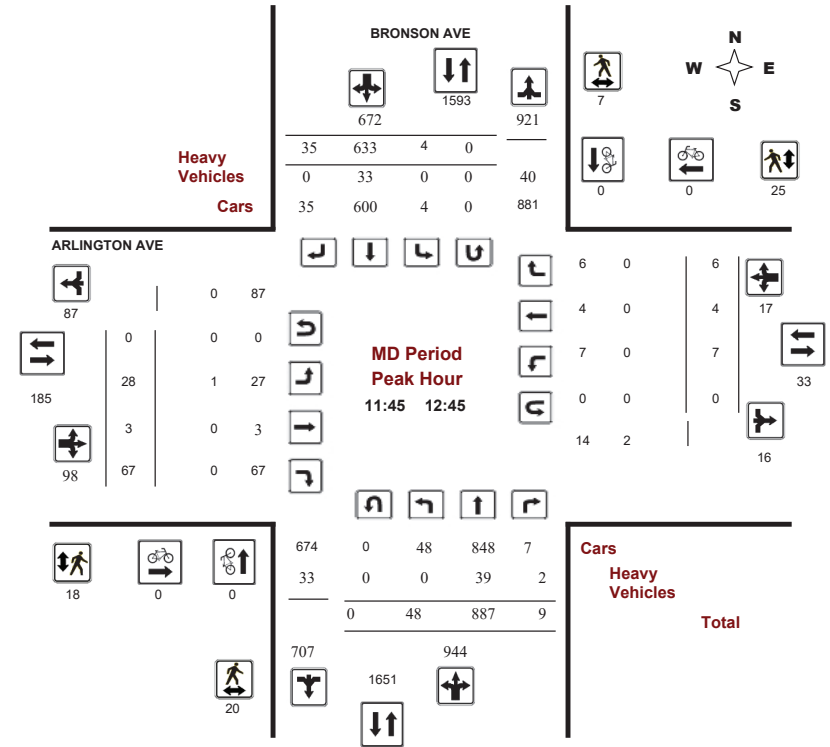 BRONSON AVE
N
W E
S
1593
7
672 921
35 633 4 0
Heavy
Vehicles
0 33 0 0 40
Cars
35 600 4 0 881
0 0 25
ARLINGTON AVE
87
0 87
185
0 0 0
28 1 27
3 0 3
98
67 0 67
MD Period
Peak Hour
11:45 12:45
6 0 6
4 0 4
17
7 0 7
33
0 0 0
14 2
16
674 0 48 848 7
Cars
33 0 0 39 2
Heavy
Vehicles
0 48 887 9
Total
18 0 0
707 944
1651
20